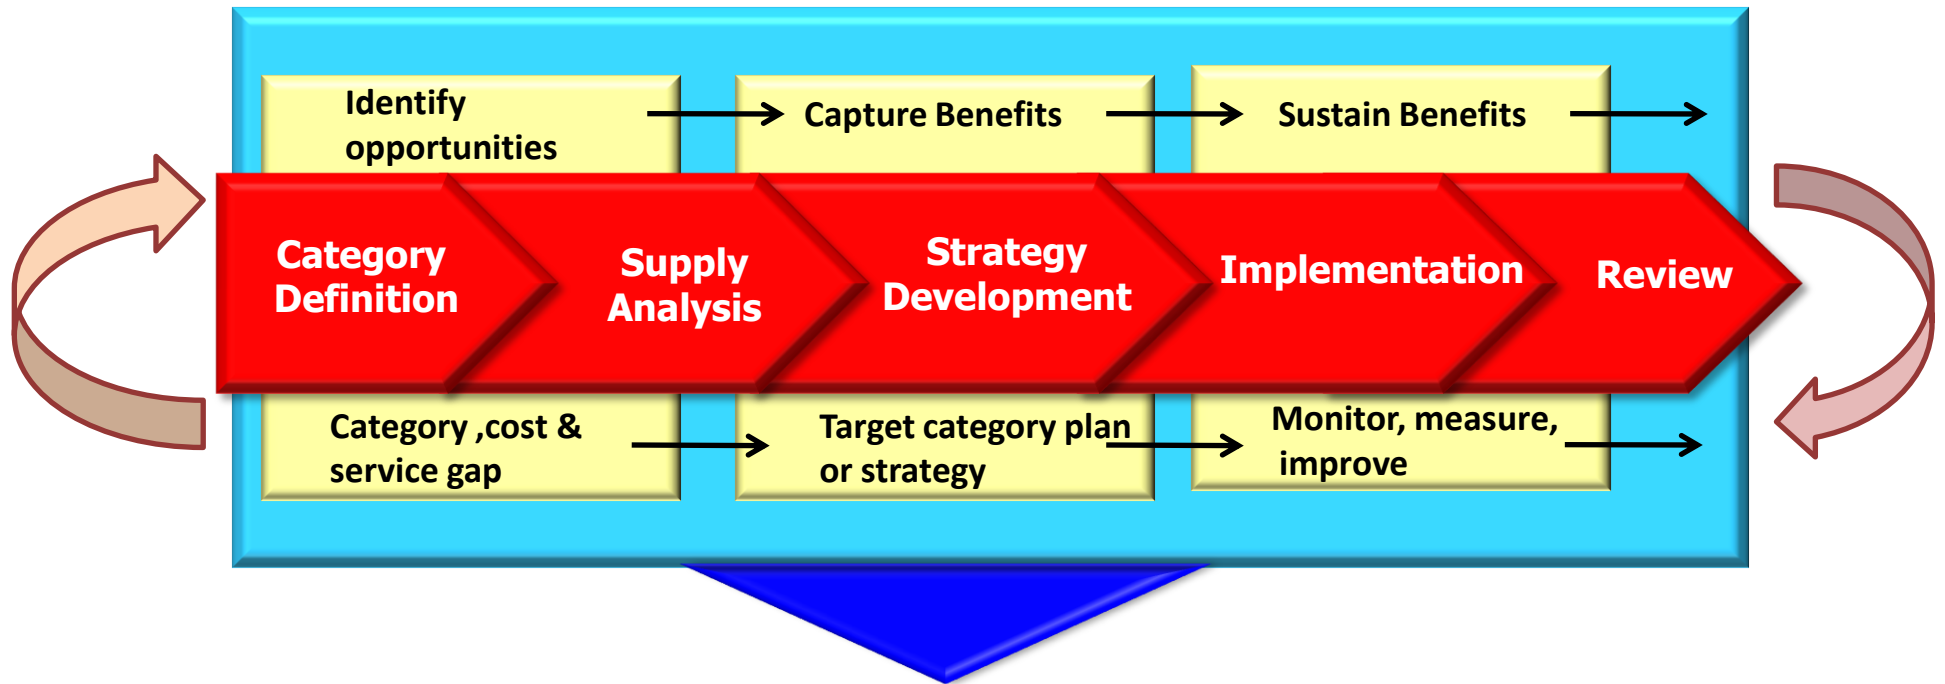 Identify
opportunities
Capture Benefits
Sustain Benefits
Category
Definition
Supply
Analysis
Strategy
Development
Implementation
Review
Category ,cost &
service gap
Target category plan
or strategy
Monitor, measure,
improve